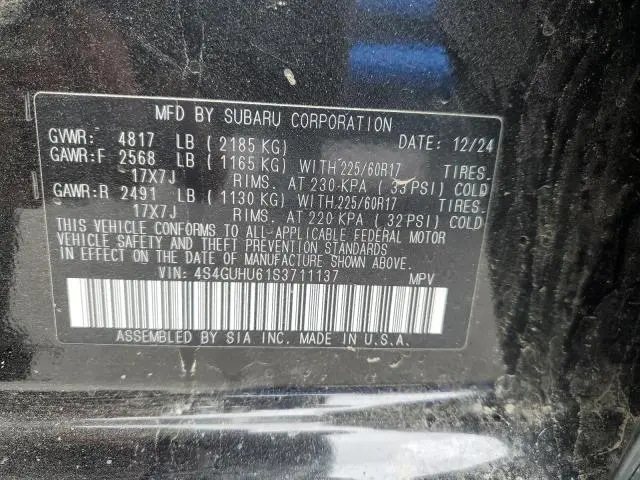 MFD BY SUBARU CORPORATION
GVWR: 4817 LB (2185 KG) DATE: 12/24
GAWR:F 2568 LB (1165 KG) WITH 225/60R17 TIRES.
17X7J RIMS. AT 230 KPA (33 PSI) COLD
GAWR:R 2491 LB (1130 KG) WITH 225/60R17 TIRES.
17X7J RIMS. AT 220 KPA (32 PSI) COLD
THIS VEHICLE CONFORMS TO ALL APPLICABLE FEDERAL MOTOR
VEHICLE SAFETY AND THEFT PREVENTION STANDARDS
IN EFFECT ON THE DATE OF MANUFACTURE SHOWN ABOVE.
VIN: 4S4GUHU61S3711137 MPV
ASSEMBLED BY SIA INC. MADE IN U.S.A.